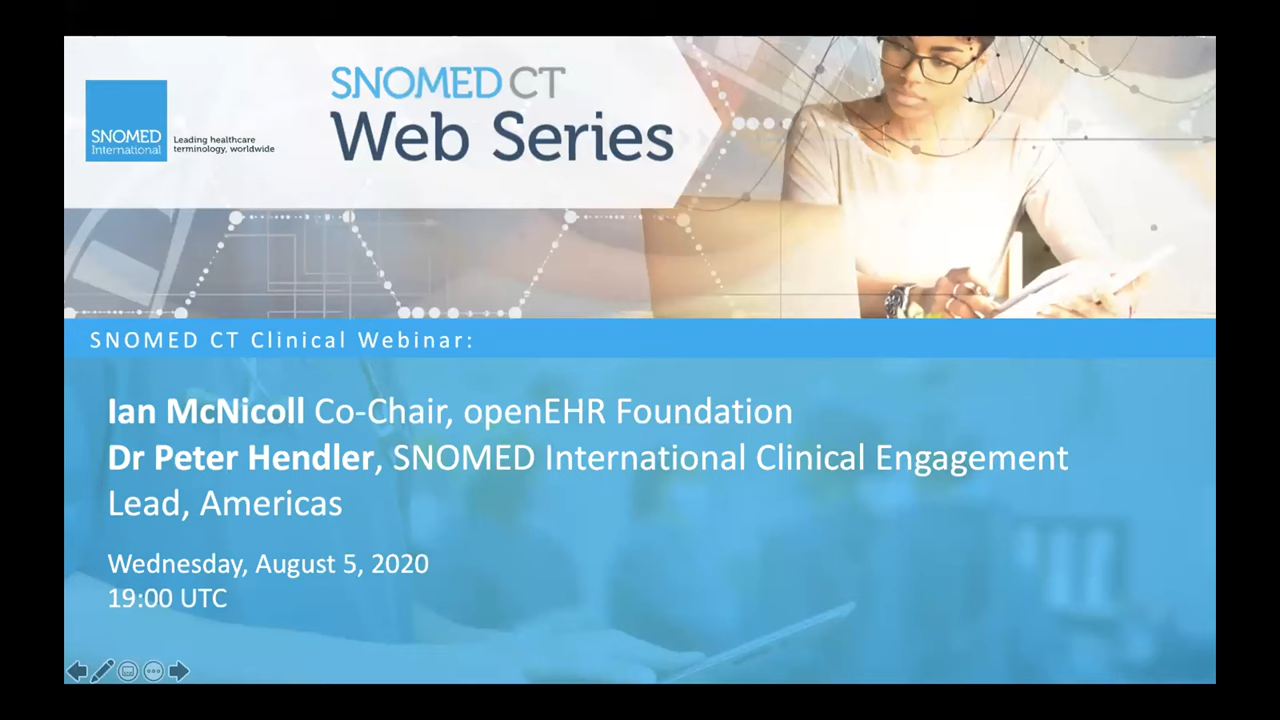 SNOMED
International
Leading healthcare
terminology, worldwide
SNOMED CT
Web Series
SNOMED CT Clinical Webinar:
Ian McNicoll Co-Chair, openEHR Foundation
Dr Peter Hendler, SNOMED International Clinical Engagement
Lead, Americas
Wednesday, August 5, 2020
19:00 UTC